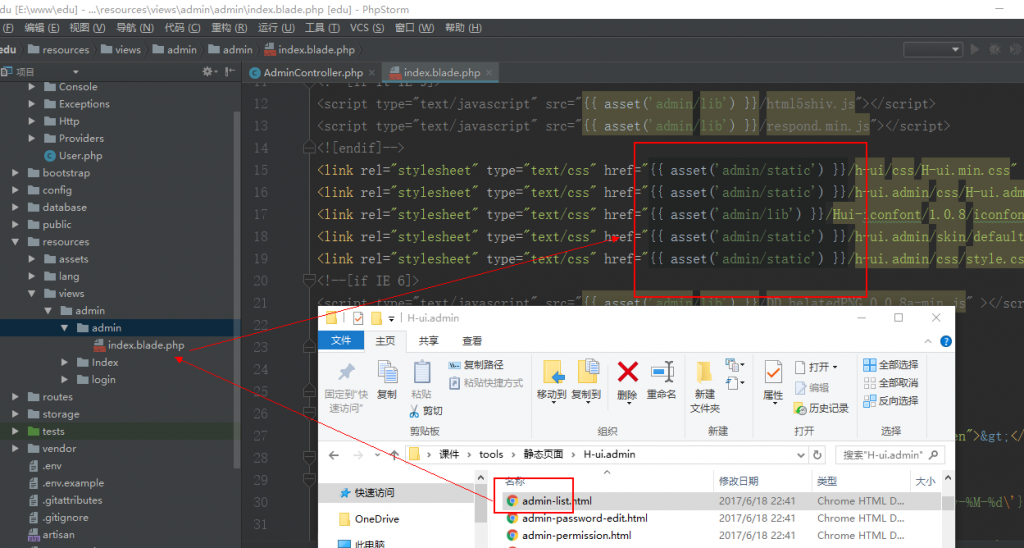 du [E:\www\edu] - ...\resources\views\admin\admin\index.blade.php [edu] - PhpStorm
(F) 编辑 (E) 视图 (V) 导航 (N) 代码 (C) 重构 (R) 运行 (U) 工具 (T) VCS (S) 窗口 (W) 帮助 (H)
edu resources views admin admin index.blade.php
项目
AdminController.php
index.blade.php
Console
Exceptions
Http
Providers
User.php
bootstrap
config
database
public
resources
assets
lang
views
admin
admin
index.blade.php
Index
login
routes
storage
tests
vendor
.env
.env.example
.gitattributes
.gitignore
artisan
11 <!--[if lt IE 9]>
12 <script type="text/javascript" src="{{ asset('admin/lib') }}/html5shiv.js"></script>
13 <script type="text/javascript" src="{{ asset('admin/lib') }}/respond.min.js"></script>
14 <![endif]-->
15 <link rel="stylesheet" type="text/css" href="{{ asset('admin/static') }}/h-ui/css/H-ui.min.css"
16 <link rel="stylesheet" type="text/css" href="{{ asset('admin/static') }}/h-ui.admin/css/H-ui.adm
17 <link rel="stylesheet" type="text/css" href="{{ asset('admin/lib') }}/Hui-iconfont/1.0.8/iconfon
18 <link rel="stylesheet" type="text/css" href="{{ asset('admin/static') }}/h-ui.admin/skin/default
19 <link rel="stylesheet" type="text/css" href="{{ asset('admin/static') }}/h-ui.admin/css/style.cs
20 <!--[if IE 6]>
21 <script type="text/javascript" src="{{ asset('admin/lib') }}/DD_belatedPNG_0.0.8a-min.js" ></script>
22
23
24
25
26
27 en">&gt;</
28
29
30 -%M-%d\'}
31
H-ui.admin
文件 主页 共享 查看
固定到"快速访问"
复制
粘贴
复制路径
粘贴快捷方式
剪切
剪贴板
移动到
复制到
删除
重命名
组织
新建
文件夹
新建
属性
打开
编辑
历史记录
打开
全部选择
全部取消
反向选择
选择
课件 › tools › 静态页面 › H-ui.admin
搜索"H-ui.admin"
快速访问
OneDrive
此电脑
名称 修改日期 类型 大小
admin-list.html 2017/6/18 22:41 Chrome HTML D...
admin-password-edit.html 2017/6/18 22:41 Chrome HTML D...
admin-permission.html 2017/6/18 22:41 Chrome HTML D...